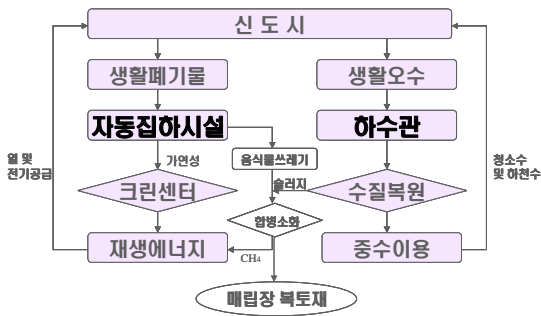 신 도 시
생활폐기물
생활오수
자동집하시설
하수관
열 및
전기공급
가연성
음식물쓰레기
청소수
및 하천수
슬러지
크린센터
수질복원
합병소화
재생에너지
CH4
중수이용
매립장 복토재